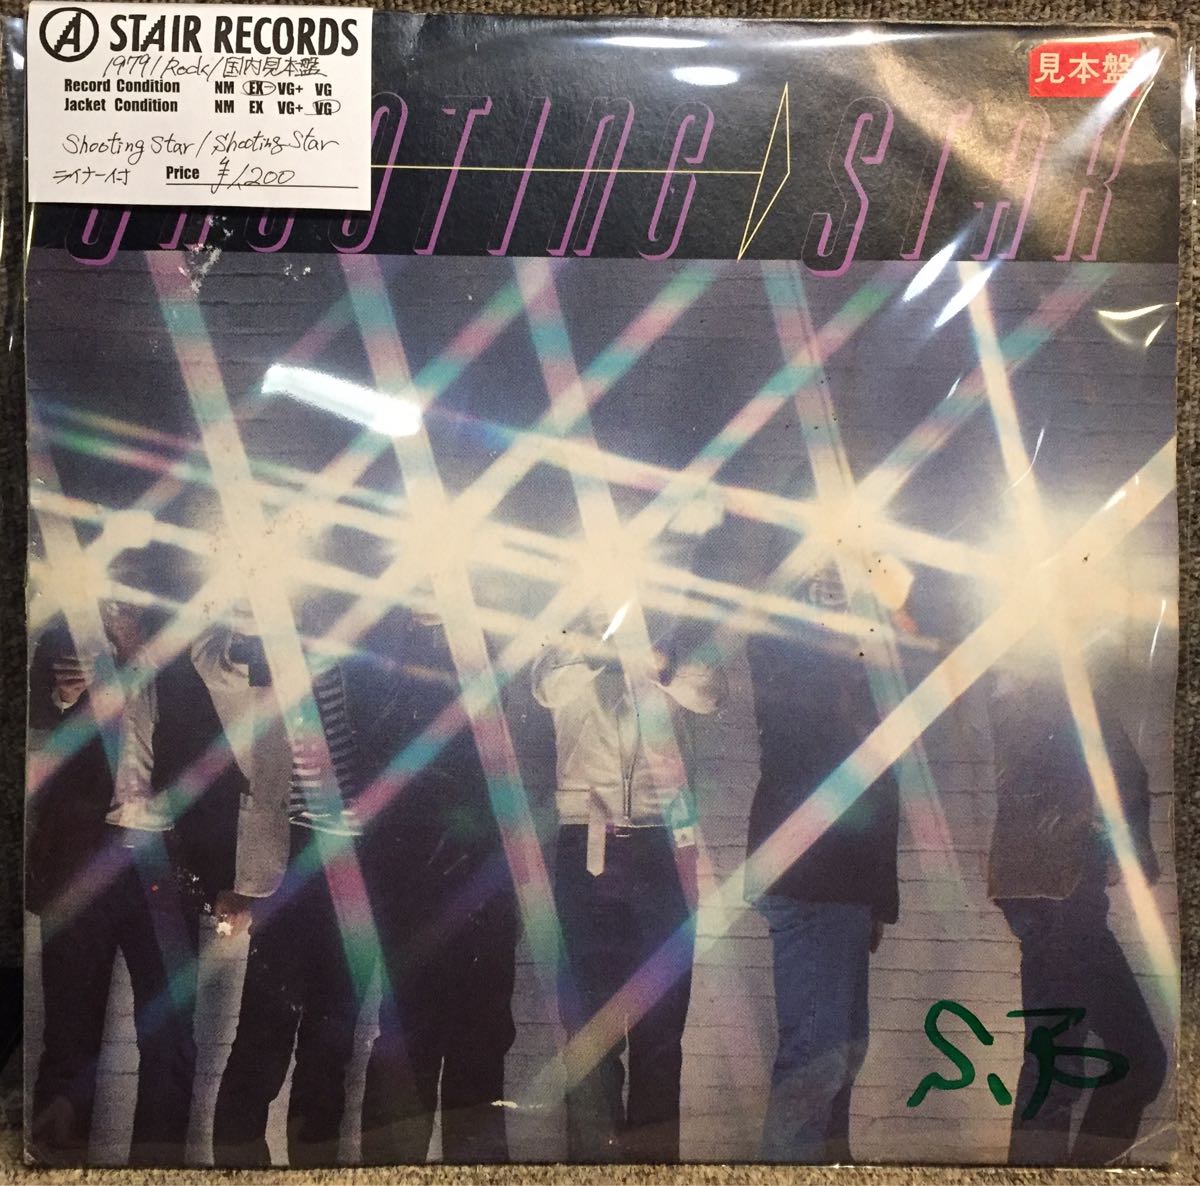 A STAIR RECORDS
1979/Rock/国内見本盤
Record Condition NM EX VG+ VG
Jacket Condition NM EX VG+ VG
Shooting Star/Shooting Star
ライナー付 Price ¥1,200
見本盤
SHOOTING STAR